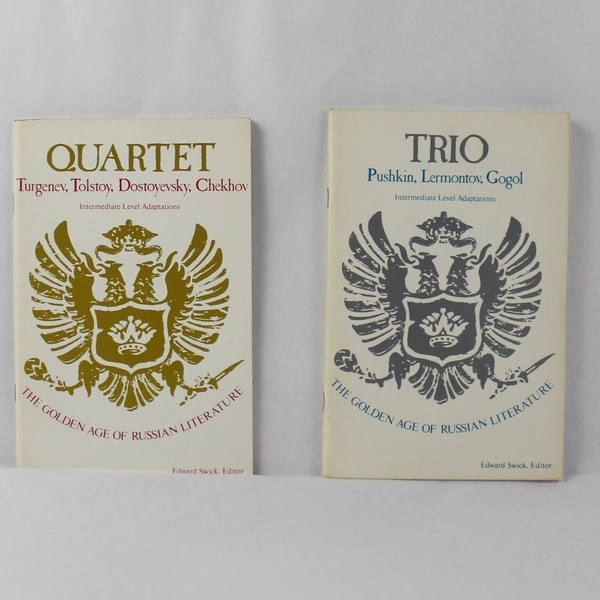 QUARTET
Turgenev, Tolstoy, Dostoyevsky, Chekhov
Intermediate Level Adaptations
THE GOLDEN AGE OF RUSSIAN LITERATURE
Edward Swick, Editor
TRIO
Pushkin, Lermontov, Gogol
Intermediate Level Adaptations
THE GOLDEN AGE OF RUSSIAN LITERATURE
Edward Swick, Editor